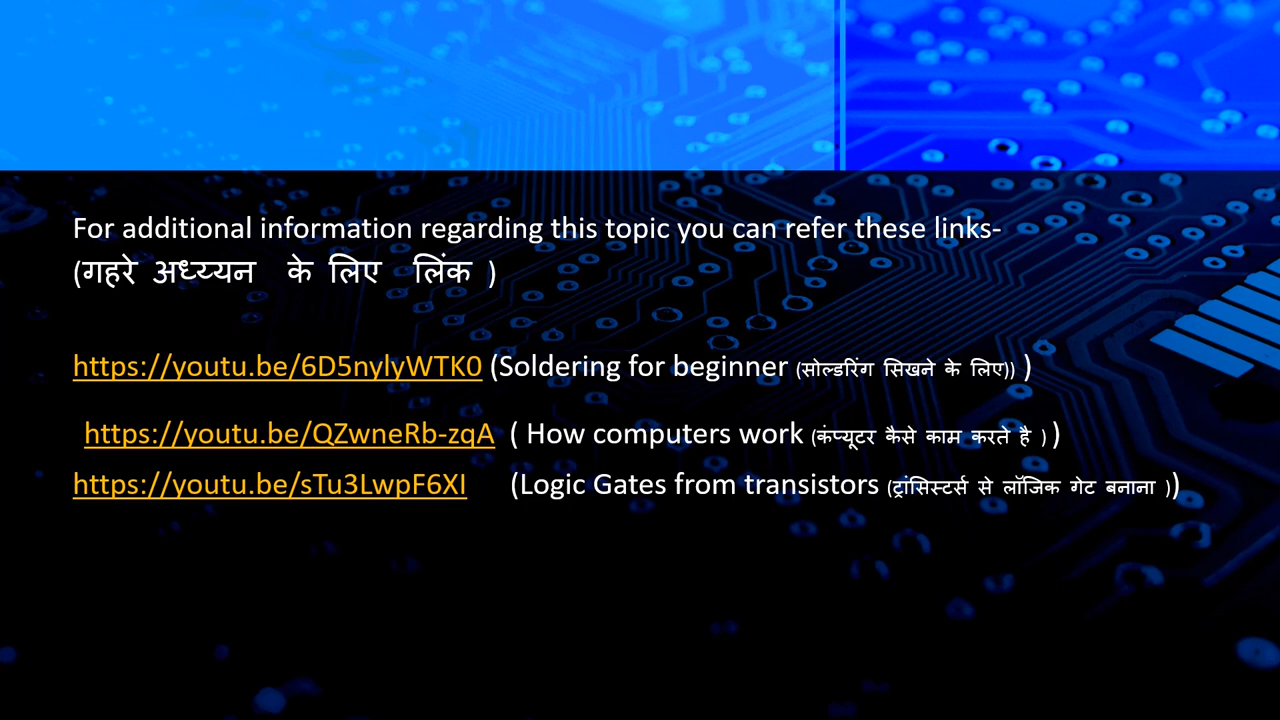 For additional information regarding this topic you can refer these links-
(गहरे अध्य्यन के लिए लिंक )
https://youtu.be/6D5nylyWTK0 (Soldering for beginner (सोल्डरिंग सिखने के लिए)) )
https://youtu.be/QZwneRb-zqA ( How computers work (कंप्यूटर कैसे काम करते है ) )
https://youtu.be/sTu3LwpF6XI (Logic Gates from transistors (ट्रांसिस्टर्स से लॉजिक गेट बनाना ))